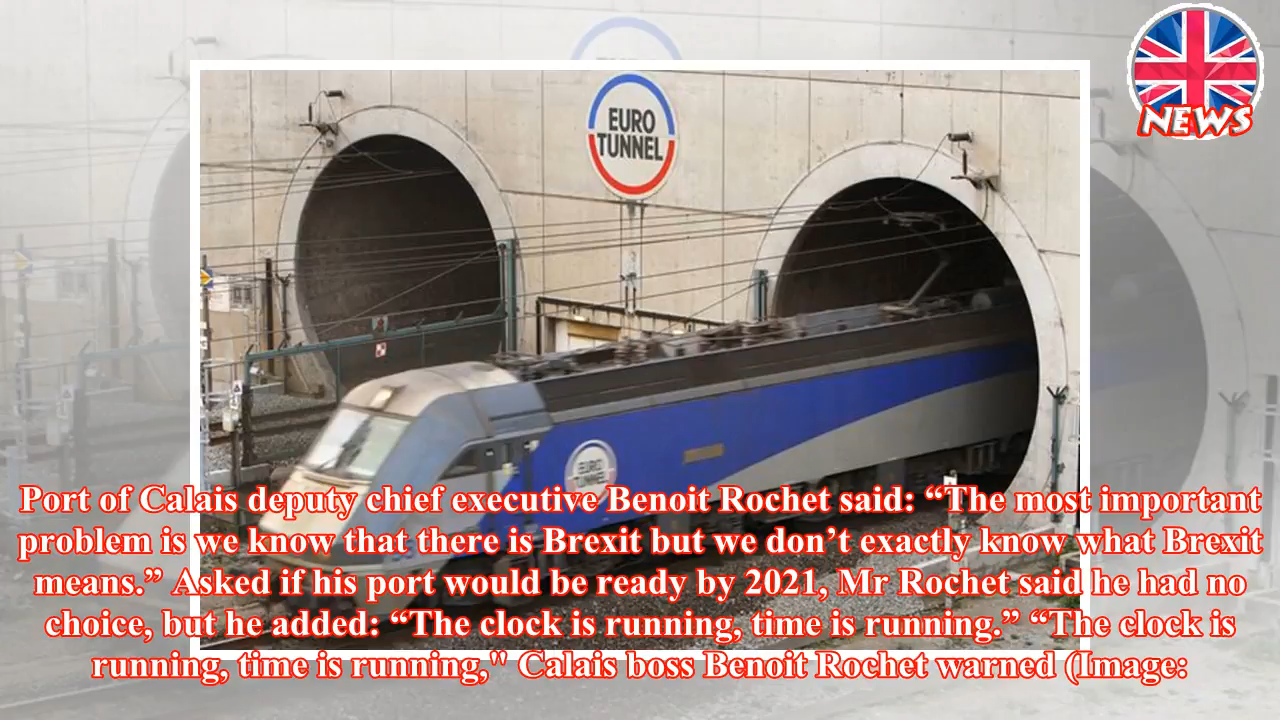 NEWS
EURO
TUNNEL
EURO
TUNNEL
Port of Calais deputy chief executive Benoit Rochet said: “The most important
problem is we know that there is Brexit but we don’t exactly know what Brexit
means.” Asked if his port would be ready by 2021, Mr Rochet said he had no
choice, but he added: “The clock is running, time is running.” “The clock is
running, time is running," Calais boss Benoit Rochet warned (Image: